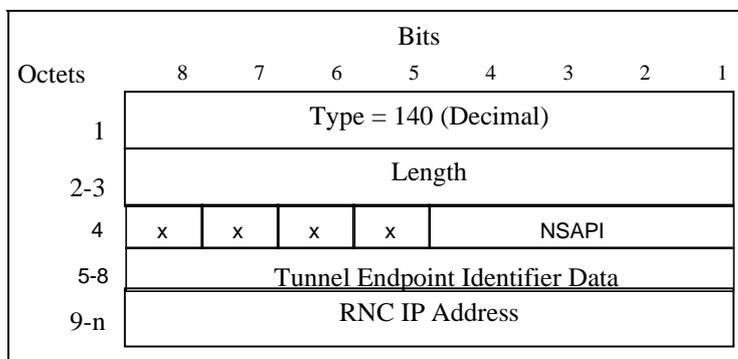 Bits
Octets 8 7 6 5 4 3 2 1
1 Type = 140 (Decimal)
2-3 Length
4 x x x x NSAPI
5-8 Tunnel Endpoint Identifier Data
9-n RNC IP Address